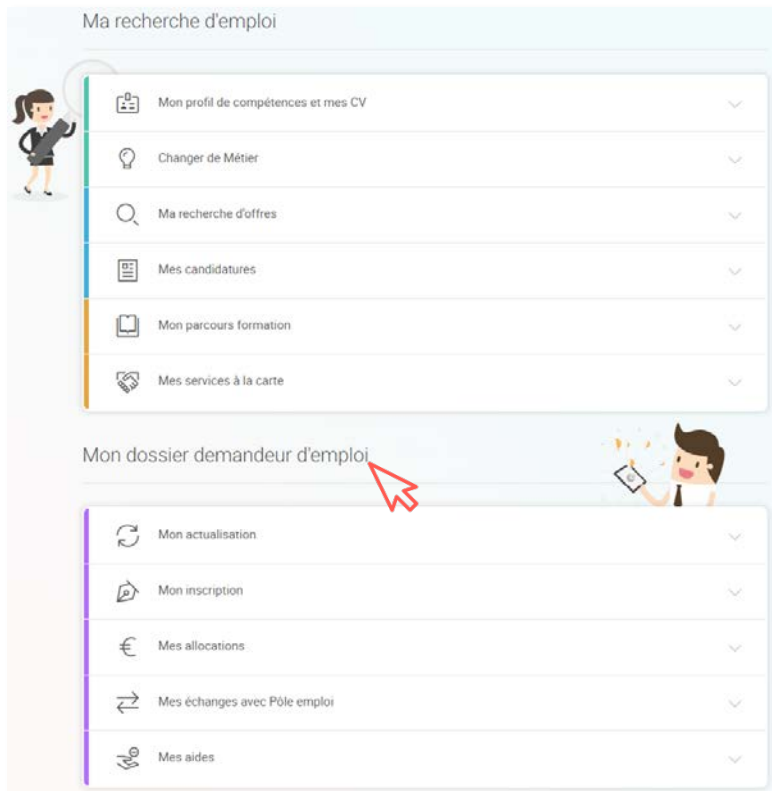 Ma recherche d'emploi
Mon profil de compétences et mes CV
Changer de Métier
Ma recherche d'offres
Mes candidatures
Mon parcours formation
Mes services à la carte
Mon dossier demandeur d'emploi
Mon actualisation
Mon inscription
Mes allocations
Mes échanges avec Pôle emploi
Mes aides